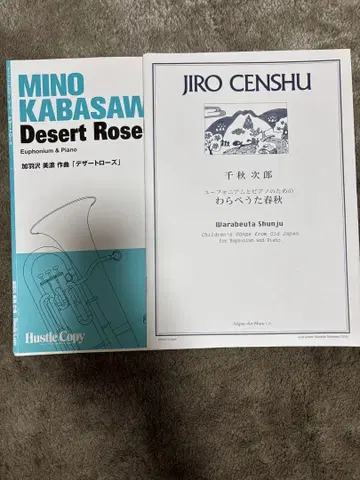 MINO
KABASAW
Desert Rose
Euphonium & Piano
加羽沢 美濃 作曲「デザートローズ」
Hustle Copy
JIRO CENSHU
千秋次郎
ユーフォニアムとピアノのための
わらべうた春秋
Warabeuta Shunju
Children's Songs from Old Japan
for Euphonium and Piano